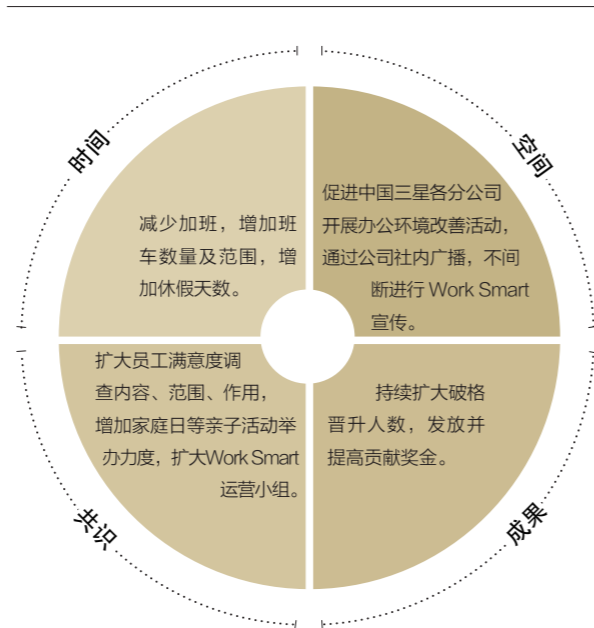 时间
减少加班，增加班
车数量及范围，增
加休假天数。
空间
促进中国三星各分公司
开展办公环境改善活动，
通过公司社内广播，不间
断进行 Work Smart
宣传。
共识
扩大员工满意度调
查内容、范围、作用，
增加家庭日等亲子活动举
办力度，扩大Work Smart
运营小组。
成果
持续扩大破格
晋升人数，发放并
提高贡献奖金。